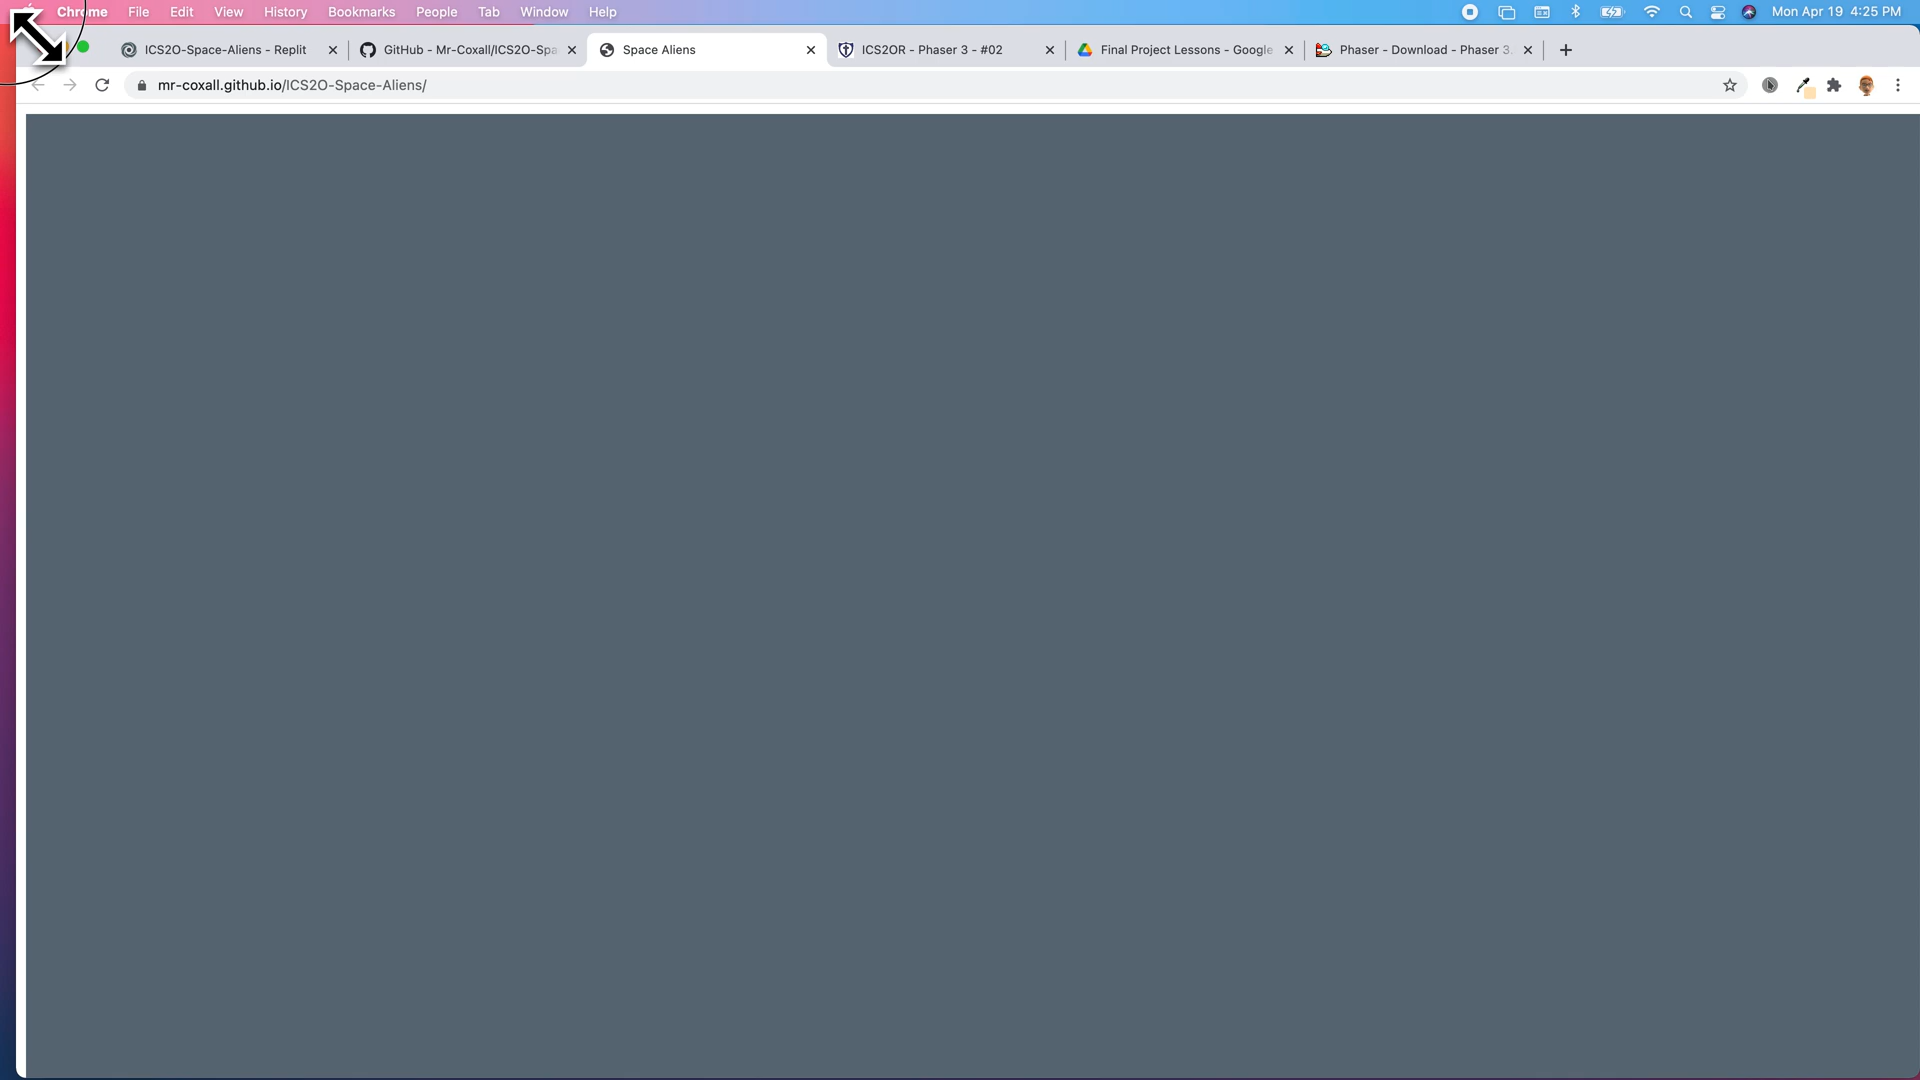 Chrome File Edit View History Bookmarks People Tab Window Help Mon Apr 19 4:25 PM
ICS2O-Space-Aliens - Replit GitHub - Mr-Coxall/ICS2O-Spa Space Aliens ICS2OR - Phaser 3 - #02 Final Project Lessons - Google Phaser - Download - Phaser 3.
mr-coxall.github.io/ICS2O-Space-Aliens/